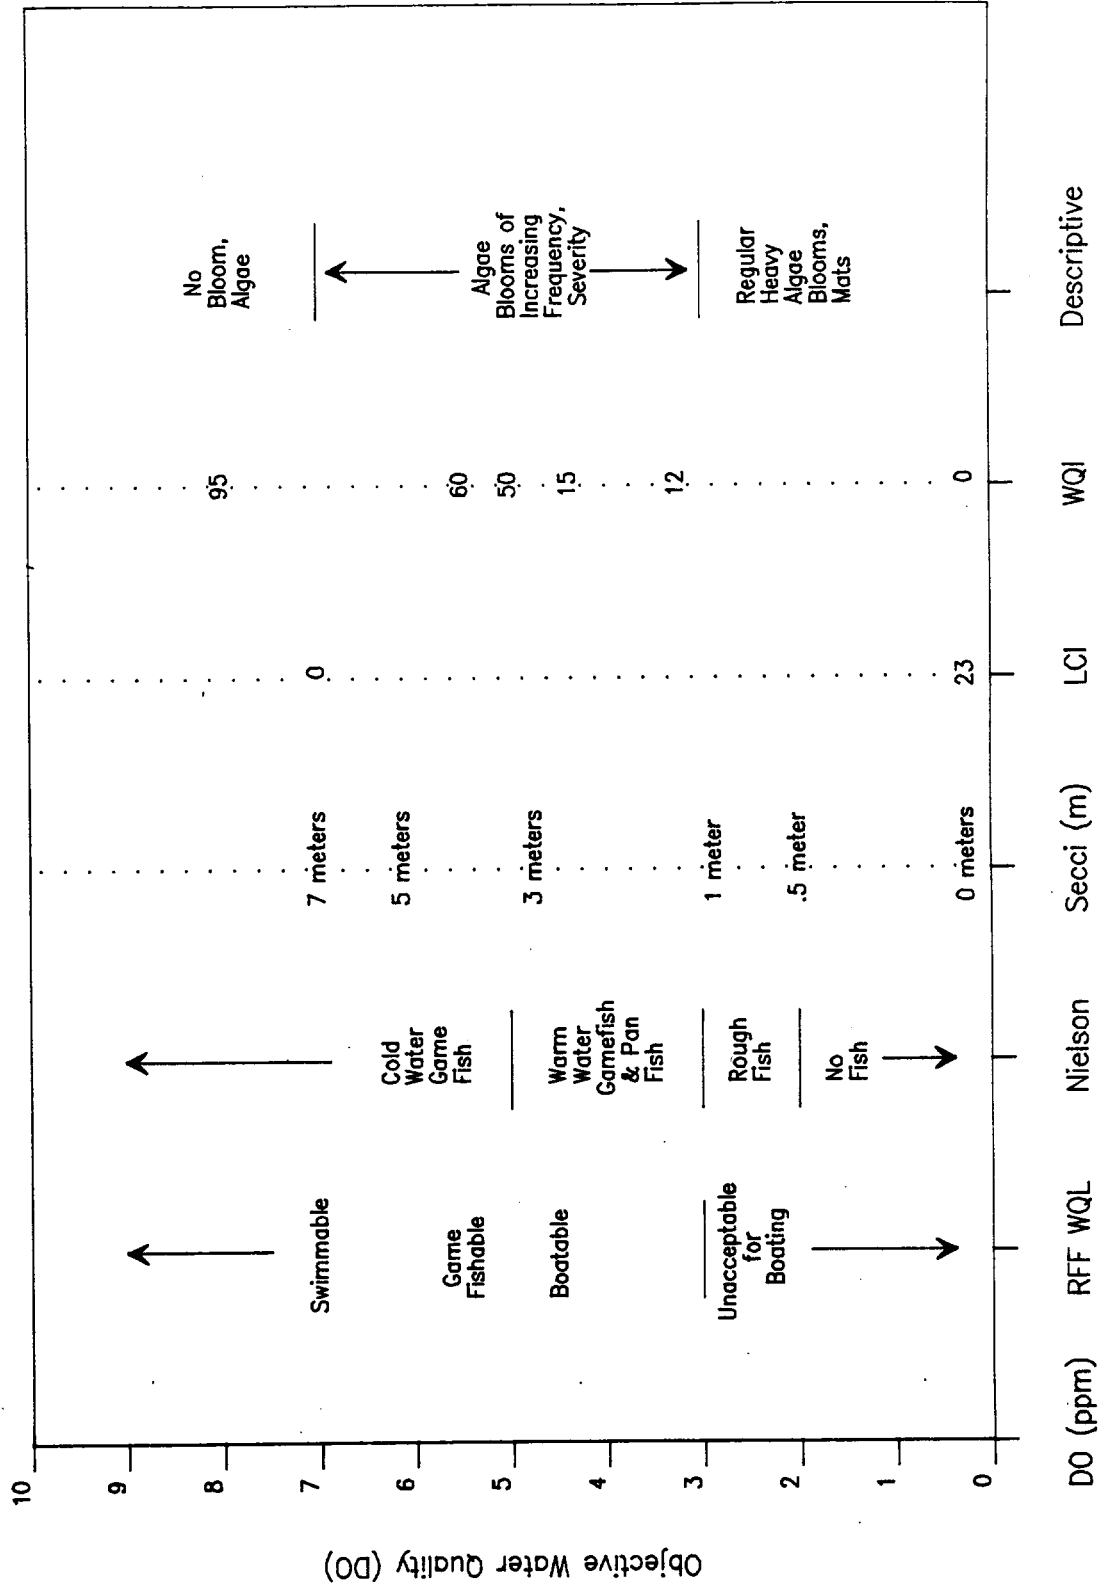 Objective Water Quality (DO)
10
9
8
7
6
5
4
3
2
1
0
Swimmable
Game
Fishable
Boatable
Unacceptable
for
Boating
Cold
Water
Game
Fish
Warm
Water
Gamefish
& Pan
Fish
Rough
Fish
No
Fish
7 meters
5 meters
3 meters
1 meter
.5 meter
0 meters
0
23
95
60
50
15
12
0
No
Bloom,
Algae
Algae
Blooms of
Increasing
Frequency,
Severity
Regular
Heavy
Algae
Blooms,
Mats
DO (ppm)
RFF WQL
Nielson
Secci (m)
LCI
WQI
Descriptive